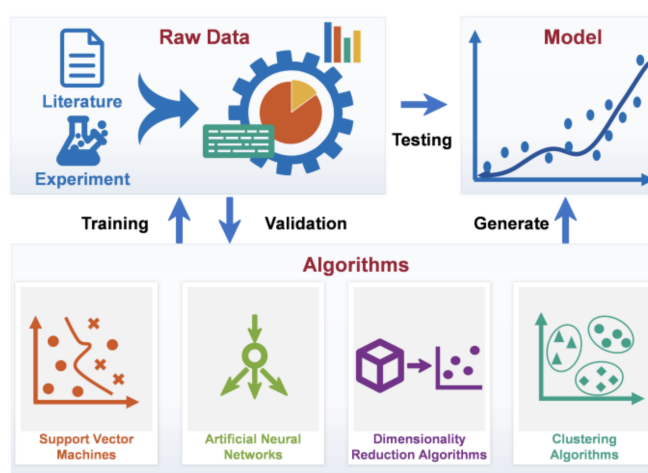 Raw Data
Literature
Experiment
Testing
Model
Training
Validation
Generate
Algorithms
Support Vector
Machines
Artificial Neural
Networks
Dimensionality
Reduction Algorithms
Clustering
Algorithms